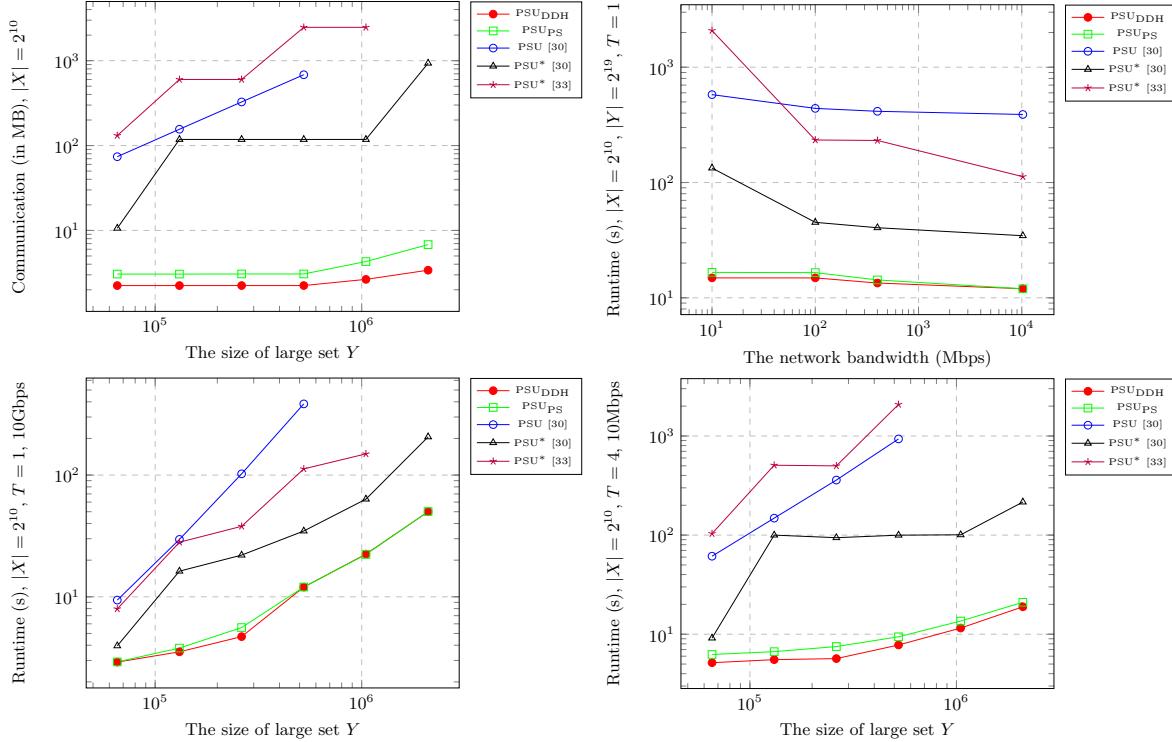 Communication (in MB), |X| = 2^10
10^3
10^2
10^1
10^5
10^6
The size of large set Y
PSU_DDH
PSU_PS
PSU [30]
PSU* [30]
PSU* [33]
Runtime (s), |X| = 2^10, |Y| = 2^19, T = 1
10^3
10^2
10^1
10^1
10^2
10^3
10^4
The network bandwidth (Mbps)
PSU_DDH
PSU_PS
PSU [30]
PSU* [30]
PSU* [33]
Runtime (s), |X| = 2^10, T = 1, 10Gbps
10^2
10^1
10^5
10^6
The size of large set Y
PSU_DDH
PSU_PS
PSU [30]
PSU* [30]
PSU* [33]
Runtime (s), |X| = 2^10, T = 4, 10Mbps
10^3
10^2
10^1
10^5
10^6
The size of large set Y
PSU_DDH
PSU_PS
PSU [30]
PSU* [30]
PSU* [33]